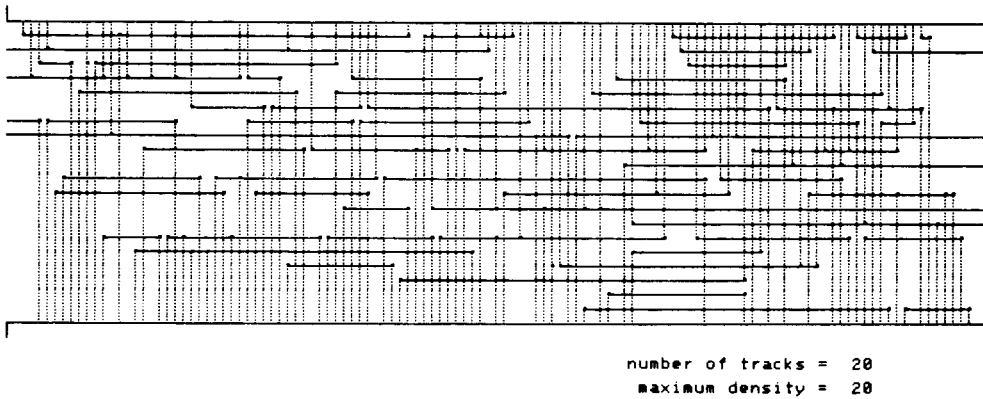 number of tracks = 20
maximum density = 20